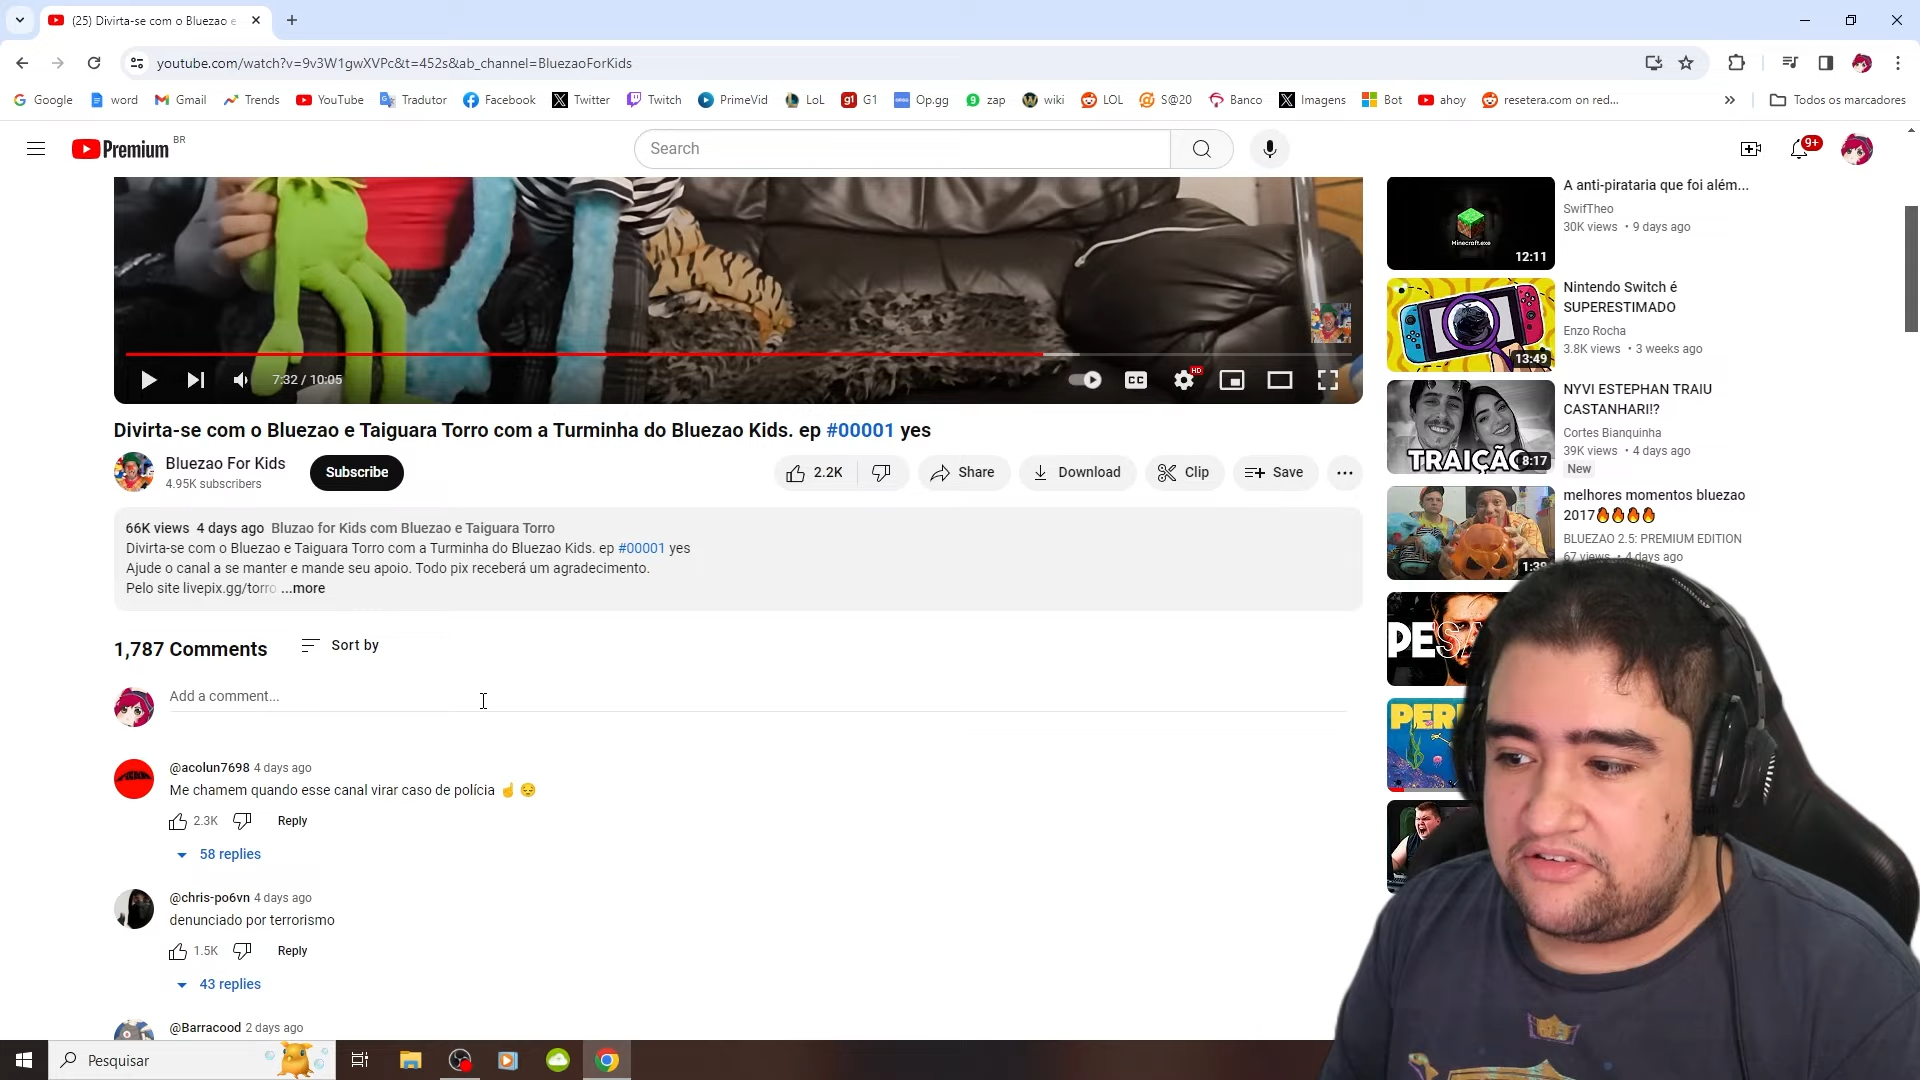 (25) Divirta-se com o Bluezao e
youtube.com/watch?v=9v3W1gwXVPc&t=452s&ab_channel=BluezaoForKids
Google word Gmail Trends YouTube Tradutor Facebook Twitter Twitch PrimeVid LoL G1 Op.gg zap wiki LOL S@20 Banco Imagens Bot ahoy resetera.com on red... Todos os marcadores
Premium BR
Search
9+
7:32 / 10:05
CC
HD
Divirta-se com o Bluezao e Taiguara Torro com a Turminha do Bluezao Kids. ep #00001 yes
Bluezao For Kids
4.95K subscribers
Subscribe
2.2K
Share
Download
Clip
Save
66K views 4 days ago Bluzao for Kids com Bluezao e Taiguara Torro
Divirta-se com o Bluezao e Taiguara Torro com a Turminha do Bluezao Kids. ep #00001 yes
Ajude o canal a se manter e mande seu apoio. Todo pix receberá um agradecimento.
Pelo site livepix.gg/torro ...more
1,787 Comments
Sort by
Add a comment...
@acolun7698 4 days ago
Me chamem quando esse canal virar caso de polícia ☝️😔
2.3K
Reply
58 replies
@chris-po6vn 4 days ago
denunciado por terrorismo
1.5K
Reply
43 replies
@Barracood 2 days ago
Minecraft.exe
12:11
A anti-pirataria que foi além...
SwifTheo
30K views • 9 days ago
13:49
Nintendo Switch é
SUPERESTIMADO
Enzo Rocha
3.8K views • 3 weeks ago
TRAIÇÃO
8:17
NYVI ESTEPHAN TRAIU
CASTANHARI!?
Cortes Bianquinha
39K views • 4 days ago
New
melhores momentos bluezao
2017🔥🔥🔥🔥
BLUEZAO 2.5: PREMIUM EDITION
67 views • 4 days ago
Pesquisar